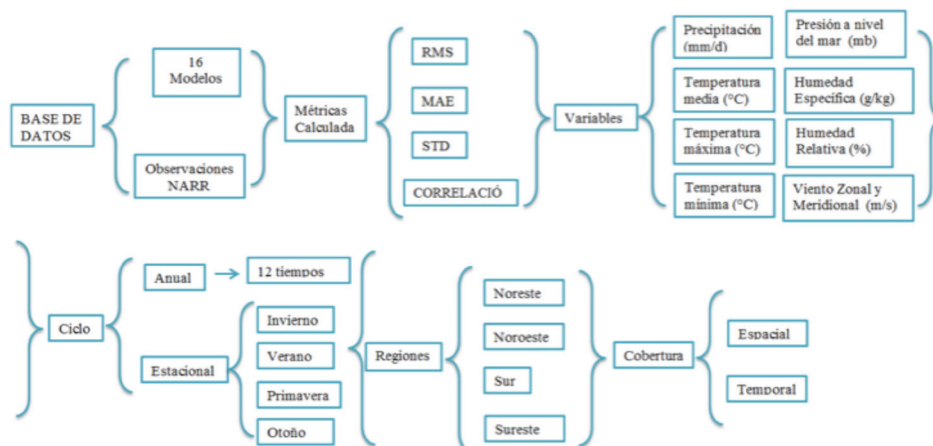 BASE DE
DATOS
16
Modelos
Observaciones
NARR
Métricas
Calculada
RMS
MAE
STD
CORRELACIÓ
Variables
Precipitación
(mm/d)
Temperatura
media (°C)
Temperatura
máxima (°C)
Temperatura
mínima (°C)
Presión a nivel
del mar (mb)
Humedad
Específica (g/kg)
Humedad
Relativa (%)
Viento Zonal y
Meridional (m/s)
Ciclo
Anual
12 tiempos
Estacional
Invierno
Verano
Primavera
Otoño
Regiones
Noreste
Noroeste
Sur
Sureste
Cobertura
Espacial
Temporal